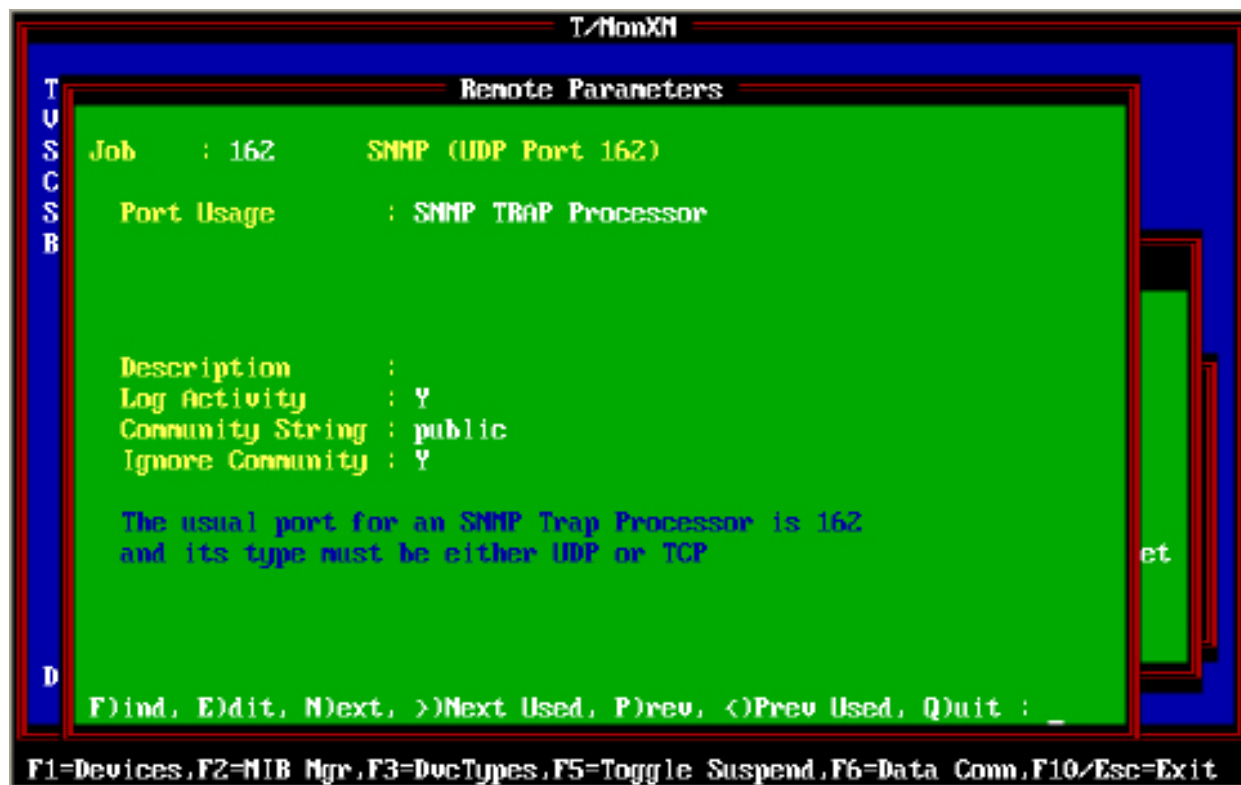 T/MonXM
Remote Parameters
T
V
S
C
S
B
D
Job : 162 SNMP (UDP Port 162)
Port Usage : SNMP TRAP Processor
Description :
Log Activity : Y
Community String : public
Ignore Community : Y
The usual port for an SNMP Trap Processor is 162
and its type must be either UDP or TCP
et
F)ind, E)dit, N)ext, >)Next Used, P)rev, <)Prev Used, Q)uit : _
F1=Devices,F2=MIB Mgr,F3=DvcTypes,F5=Toggle Suspend,F6=Data Conn,F10/Esc=Exit